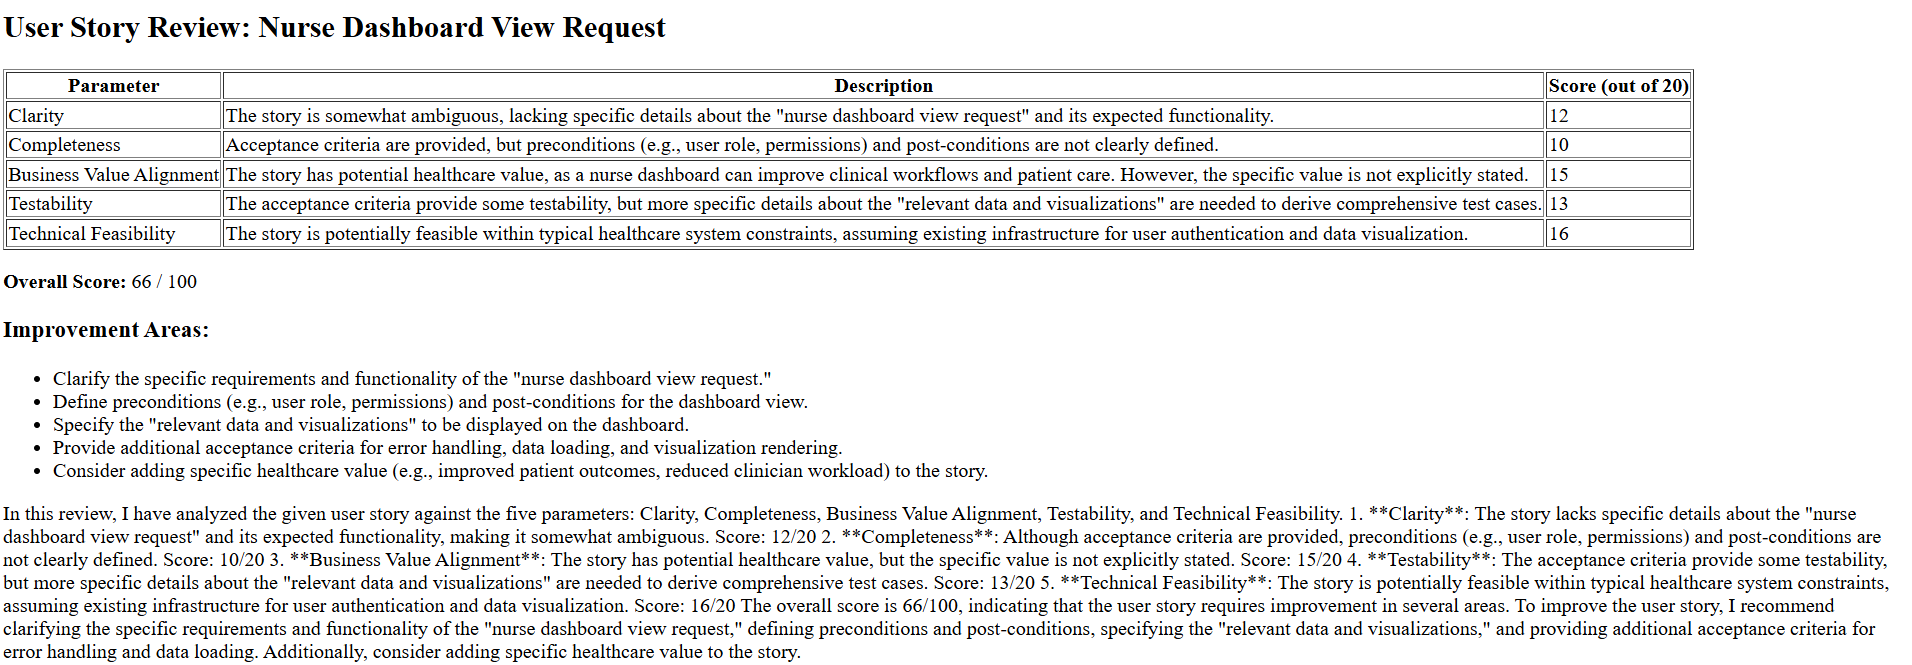 User Story Review: Nurse Dashboard View Request
Parameter Description Score (out of 20)
Clarity The story is somewhat ambiguous, lacking specific details about the "nurse dashboard view request" and its expected functionality. 12
Completeness Acceptance criteria are provided, but preconditions (e.g., user role, permissions) and post-conditions are not clearly defined. 10
Business Value Alignment The story has potential healthcare value, as a nurse dashboard can improve clinical workflows and patient care. However, the specific value is not explicitly stated. 15
Testability The acceptance criteria provide some testability, but more specific details about the "relevant data and visualizations" are needed to derive comprehensive test cases. 13
Technical Feasibility The story is potentially feasible within typical healthcare system constraints, assuming existing infrastructure for user authentication and data visualization. 16
Overall Score: 66 / 100
Improvement Areas:
• Clarify the specific requirements and functionality of the "nurse dashboard view request."
• Define preconditions (e.g., user role, permissions) and post-conditions for the dashboard view.
• Specify the "relevant data and visualizations" to be displayed on the dashboard.
• Provide additional acceptance criteria for error handling, data loading, and visualization rendering.
• Consider adding specific healthcare value (e.g., improved patient outcomes, reduced clinician workload) to the story.
In this review, I have analyzed the given user story against the five parameters: Clarity, Completeness, Business Value Alignment, Testability, and Technical Feasibility. 1. **Clarity**: The story lacks specific details about the "nurse
dashboard view request" and its expected functionality, making it somewhat ambiguous. Score: 12/20 2. **Completeness**: Although acceptance criteria are provided, preconditions (e.g., user role, permissions) and post-conditions are
not clearly defined. Score: 10/20 3. **Business Value Alignment**: The story has potential healthcare value, but the specific value is not explicitly stated. Score: 15/20 4. **Testability**: The acceptance criteria provide some testability,
but more specific details about the "relevant data and visualizations" are needed to derive comprehensive test cases. Score: 13/20 5. **Technical Feasibility**: The story is potentially feasible within typical healthcare system constraints,
assuming existing infrastructure for user authentication and data visualization. Score: 16/20 The overall score is 66/100, indicating that the user story requires improvement in several areas. To improve the user story, I recommend
clarifying the specific requirements and functionality of the "nurse dashboard view request," defining preconditions and post-conditions, specifying the "relevant data and visualizations," and providing additional acceptance criteria for
error handling and data loading. Additionally, consider adding specific healthcare value to the story.